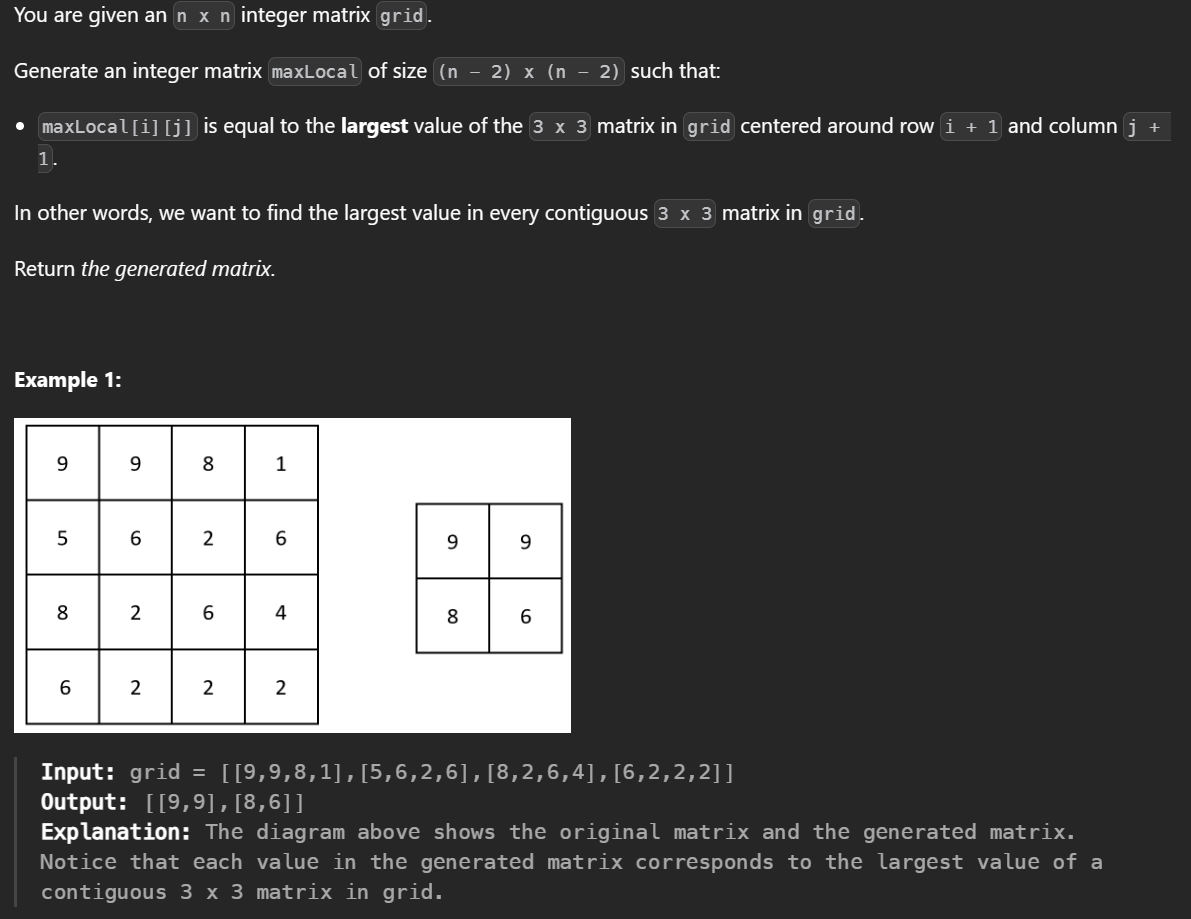 You are given an n x n integer matrix grid.
Generate an integer matrix maxLocal of size (n - 2) x (n - 2) such that:
• maxLocal[i][j] is equal to the largest value of the 3 x 3 matrix in grid centered around row i + 1 and column j +
1.
In other words, we want to find the largest value in every contiguous 3 x 3 matrix in grid.
Return the generated matrix.
Example 1:
9 9 8 1
5 6 2 6
9 9
8 2 6 4
8 6
6 2 2 2
Input: grid = [[9,9,8,1],[5,6,2,6],[8,2,6,4],[6,2,2,2]]
Output: [[9,9],[8,6]]
Explanation: The diagram above shows the original matrix and the generated matrix.
Notice that each value in the generated matrix corresponds to the largest value of a
contiguous 3 x 3 matrix in grid.